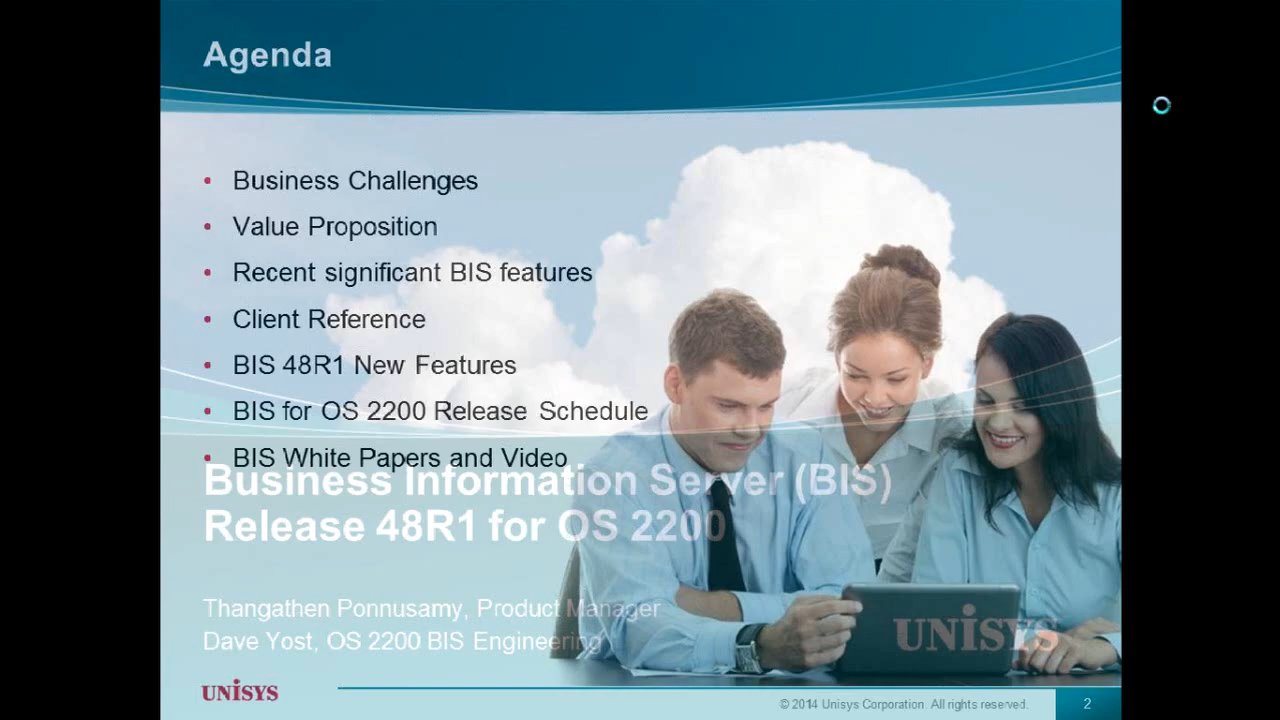 Agenda
• Business Challenges
• Value Proposition
• Recent significant BIS features
• Client Reference
• BIS 48R1 New Features
• BIS for OS 2200 Release Schedule
• BIS White Papers and Video
Business Information Server (BIS)
Release 48R1 for OS 2200
Thangathen Ponnusamy, Product Manager
Dave Yost, OS 2200 BIS Engineering
UNISYS
UNISYS
© 2014 Unisys Corporation. All rights reserved.
2